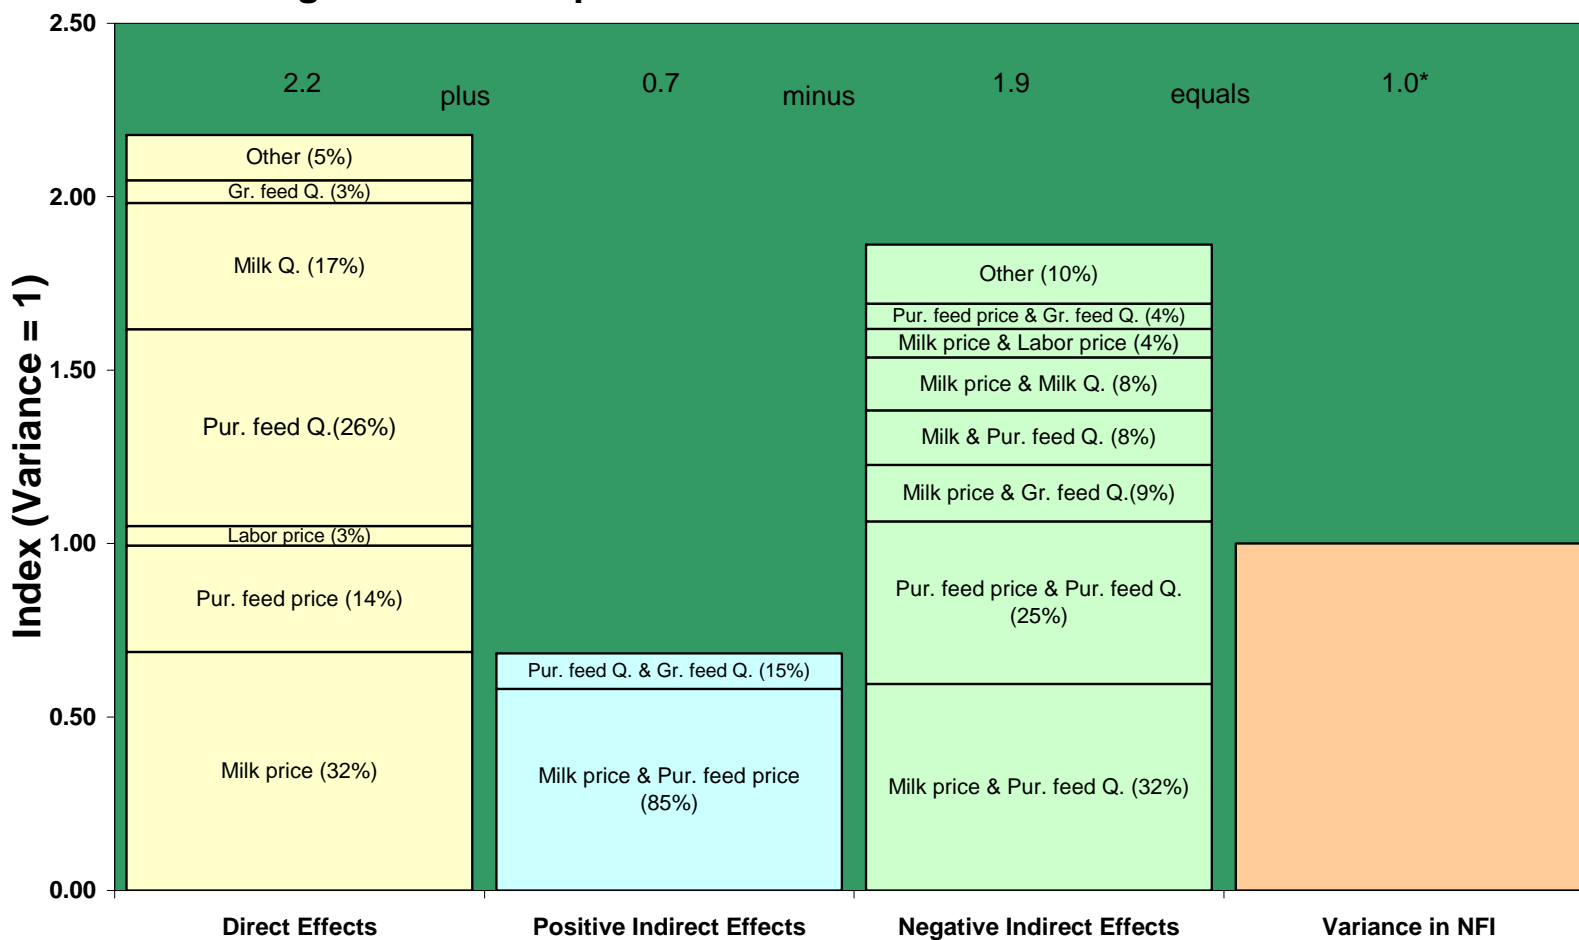 2.50
2.2
plus
0.7
minus
1.9
equals
1.0*
2.00
1.50
1.00
0.50
0.00
Index (Variance = 1)
Other (5%)
Gr. feed Q. (3%)
Milk Q. (17%)
Pur. feed Q.(26%)
Labor price (3%)
Pur. feed price (14%)
Milk price (32%)
Pur. feed Q. & Gr. feed Q. (15%)
Milk price & Pur. feed price
(85%)
Other (10%)
Pur. feed price & Gr. feed Q. (4%)
Milk price & Labor price (4%)
Milk price & Milk Q. (8%)
Milk & Pur. feed Q. (8%)
Milk price & Gr. feed Q.(9%)
Pur. feed price & Pur. feed Q.
(25%)
Milk price & Pur. feed Q. (32%)
Direct Effects
Positive Indirect Effects
Negative Indirect Effects
Variance in NFI